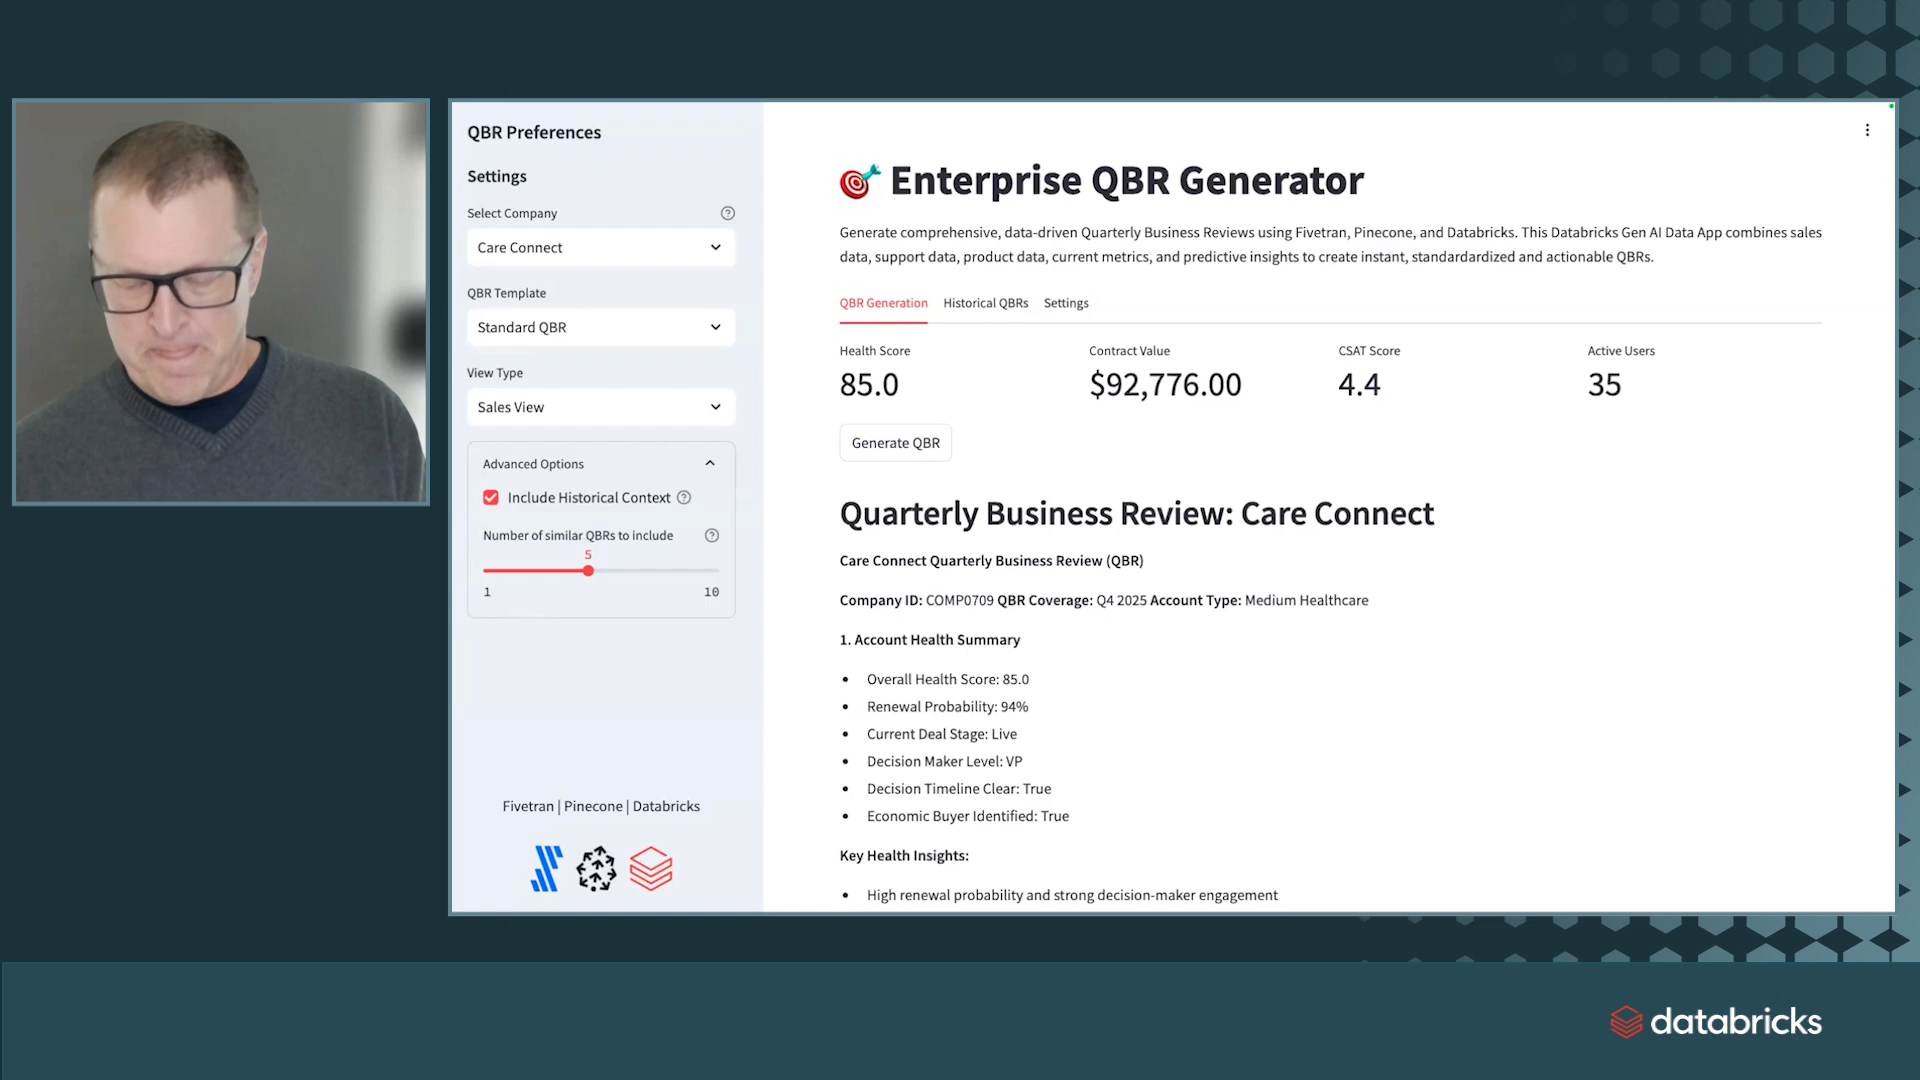 QBR Preferences
Settings
Select Company
Care Connect
QBR Template
Standard QBR
View Type
Sales View
Advanced Options
Include Historical Context
Number of similar QBRs to include
5
1 10
Fivetran | Pinecone | Databricks
Enterprise QBR Generator
Generate comprehensive, data-driven Quarterly Business Reviews using Fivetran, Pinecone, and Databricks. This Databricks Gen AI Data App combines sales
data, support data, product data, current metrics, and predictive insights to create instant, standardardized and actionable QBRs.
QBR Generation Historical QBRs Settings
Health Score Contract Value CSAT Score Active Users
85.0 $92,776.00 4.4 35
Generate QBR
Quarterly Business Review: Care Connect
Care Connect Quarterly Business Review (QBR)
Company ID: COMP0709 QBR Coverage: Q4 2025 Account Type: Medium Healthcare
1. Account Health Summary
• Overall Health Score: 85.0
• Renewal Probability: 94%
• Current Deal Stage: Live
• Decision Maker Level: VP
• Decision Timeline Clear: True
• Economic Buyer Identified: True
Key Health Insights:
• High renewal probability and strong decision-maker engagement
databricks